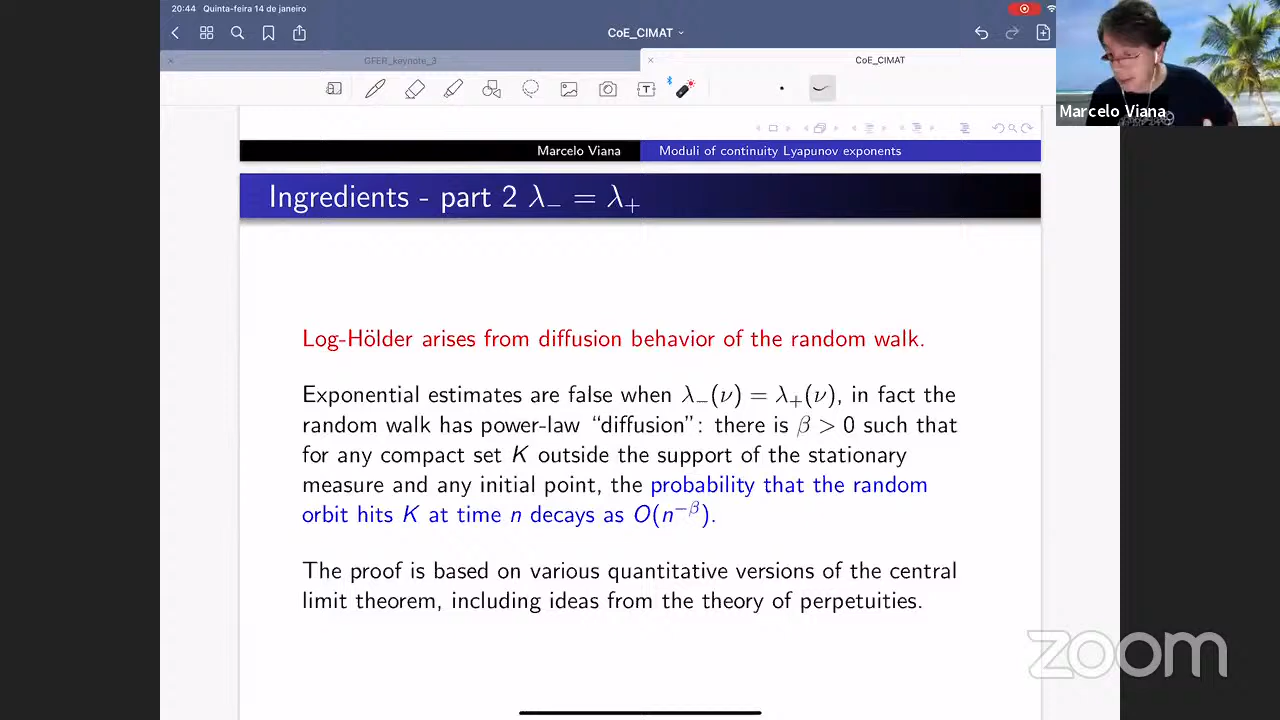 20:44 Quinta-feira 14 de janeiro
CoE_CIMAT
GFER_keynote_3
CoE_CIMAT
T
Marcelo Viana
Marcelo Viana Moduli of continuity Lyapunov exponents
Ingredients - part 2 λ₋ = λ₊
Log-Hölder arises from diffusion behavior of the random walk.
Exponential estimates are false when λ₋(ν) = λ₊(ν), in fact the
random walk has power-law “diffusion”: there is β > 0 such that
for any compact set K outside the support of the stationary
measure and any initial point, the probability that the random
orbit hits K at time n decays as O(n^{−β}).
The proof is based on various quantitative versions of the central
limit theorem, including ideas from the theory of perpetuities.
zoom